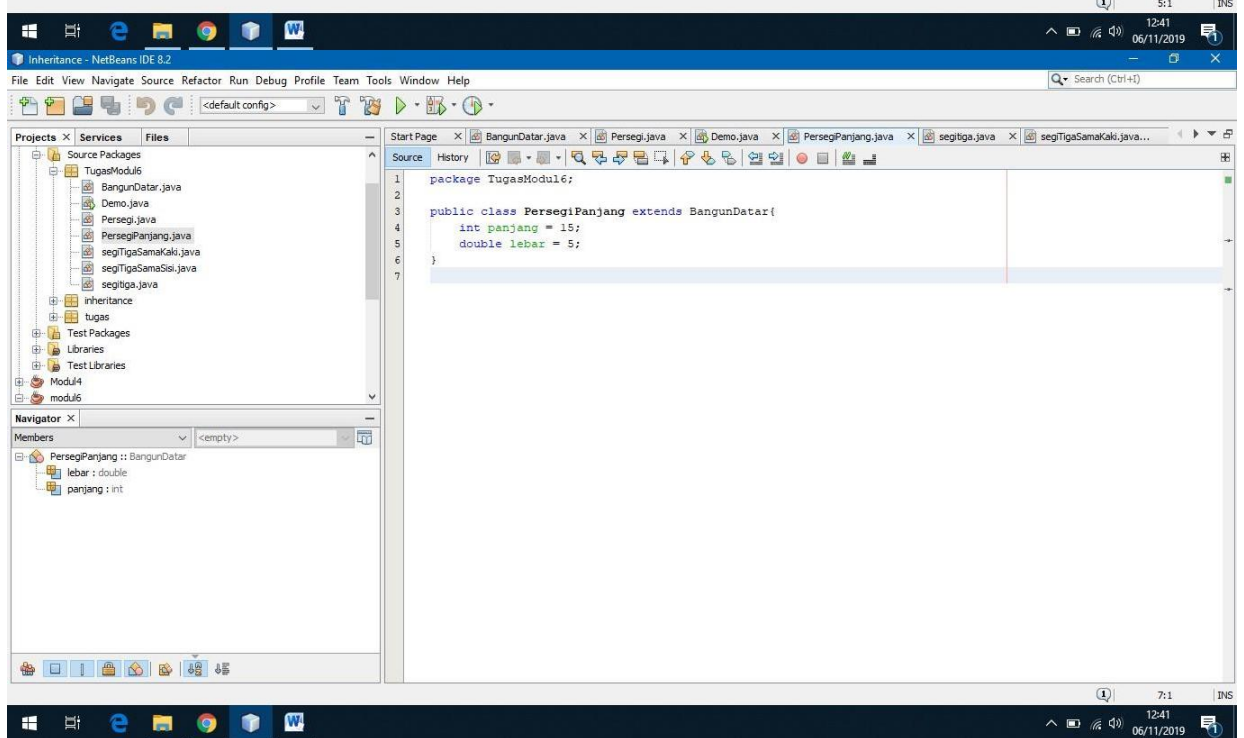 5:1 INS
12:41
06/11/2019
Inheritance - NetBeans IDE 8.2
File Edit View Navigate Source Refactor Run Debug Profile Team Tools Window Help
Search (Ctrl+I)
<default config>
Projects Services Files
Start Page BangunDatar.java Persegi.java Demo.java PersegiPanjang.java segitiga.java segiTigaSamaKaki.java...
Source History
Source Packages
TugasModul6
BangunDatar.java
Demo.java
Persegi.java
PersegiPanjang.java
segiTigaSamaKaki.java
segiTigaSamaSisi.java
segitiga.java
inheritance
tugas
Test Packages
Libraries
Test Libraries
Modul4
modul6
1 package TugasModul6;
2
3 public class PersegiPanjang extends BangunDatar{
4 int panjang = 15;
5 double lebar = 5;
6 }
7
Navigator
Members <empty>
PersegiPanjang :: BangunDatar
lebar : double
panjang : int
1 7:1 INS
12:41
06/11/2019